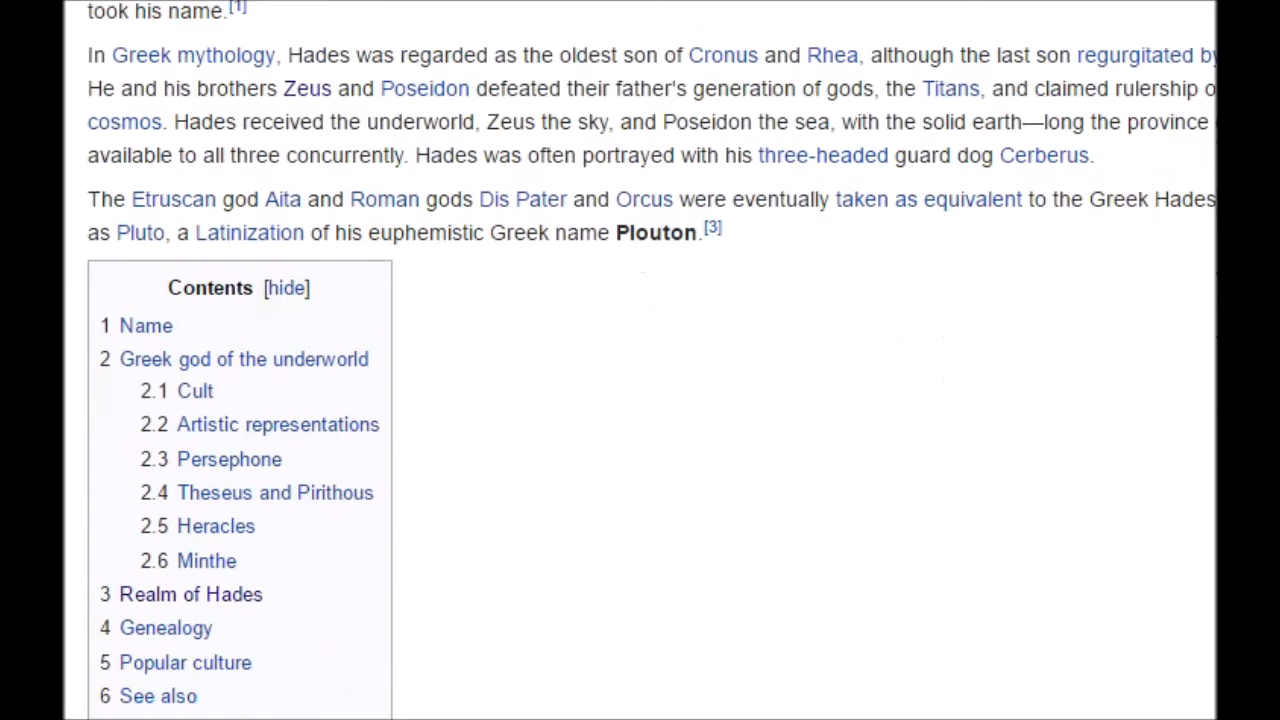 took his name.[1]
In Greek mythology, Hades was regarded as the oldest son of Cronus and Rhea, although the last son regurgitated by
He and his brothers Zeus and Poseidon defeated their father's generation of gods, the Titans, and claimed rulership o
cosmos. Hades received the underworld, Zeus the sky, and Poseidon the sea, with the solid earth—long the province
available to all three concurrently. Hades was often portrayed with his three-headed guard dog Cerberus.
The Etruscan god Aita and Roman gods Dis Pater and Orcus were eventually taken as equivalent to the Greek Hades
as Pluto, a Latinization of his euphemistic Greek name Plouton.[3]
Contents [hide]
1 Name
2 Greek god of the underworld
2.1 Cult
2.2 Artistic representations
2.3 Persephone
2.4 Theseus and Pirithous
2.5 Heracles
2.6 Minthe
3 Realm of Hades
4 Genealogy
5 Popular culture
6 See also